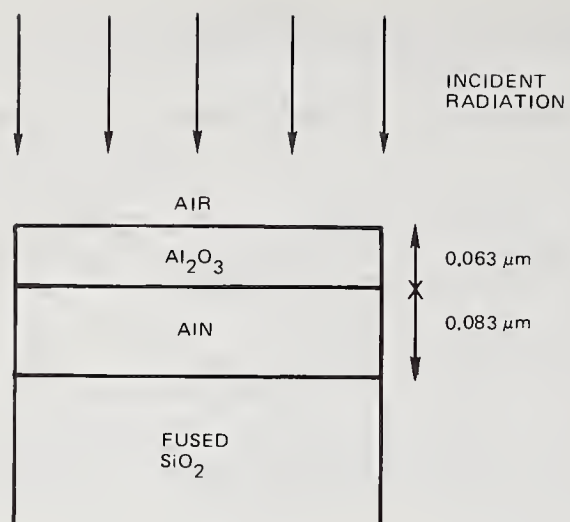 INCIDENT
RADIATION
AIR
Al₂O₃
0.063 μm
AlN
0.083 μm
FUSED
SiO₂